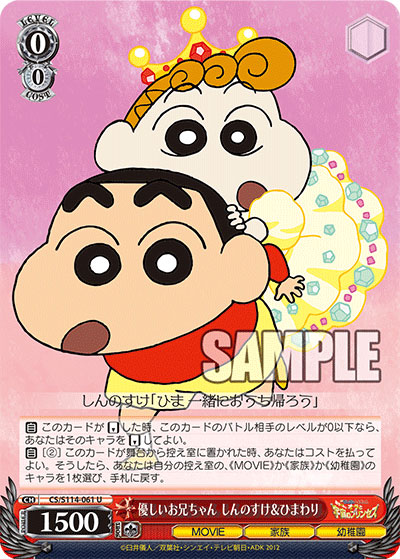 LEVEL
0
0
COST
SAMPLE
しんのすけ「ひま 一緒におうち帰ろう」
自 このカードが した时、このカードのバトル相手のレベルが0以下なら、
あなたはそのキャラを してよい。
自 [②] このカードが舞台から控え室に置かれた時、あなたはコストを払ってよい。そうしたら、あなたは自分の控え室の、《MOVIE》か《家族》か《幼稚園》のキャラを1枚選び、手札に戻す。
CH
CS/S114-061 U
1500
優しいお兄ちゃん しんのすけ&ひまわり
MOVIE
家族
幼稚園
©臼井儀人/双葉社・シンエイ・テレビ朝日・ADK 2012